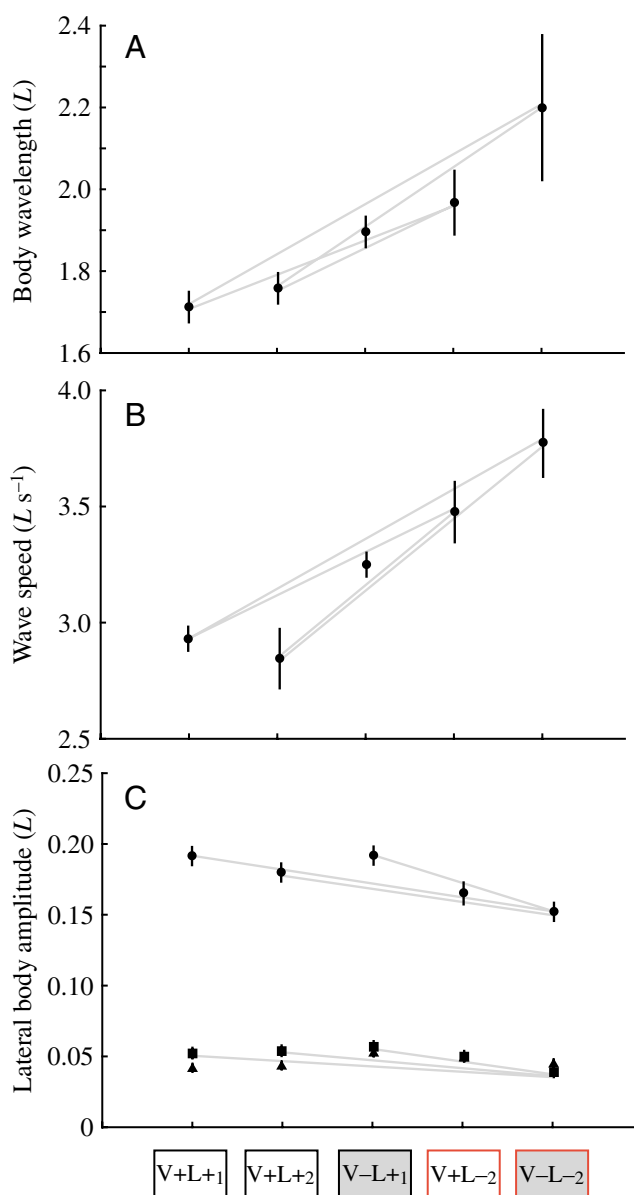 A
Body wavelength (L)
2.4
2.2
2.0
1.8
1.6
B
Wave speed (L s⁻¹)
4.0
3.5
3.0
2.5
C
Lateral body amplitude (L)
0.25
0.20
0.15
0.10
0.05
0
V+L+₁ V+L+₂ V–L+₁ V+L–₂ V–L–₂